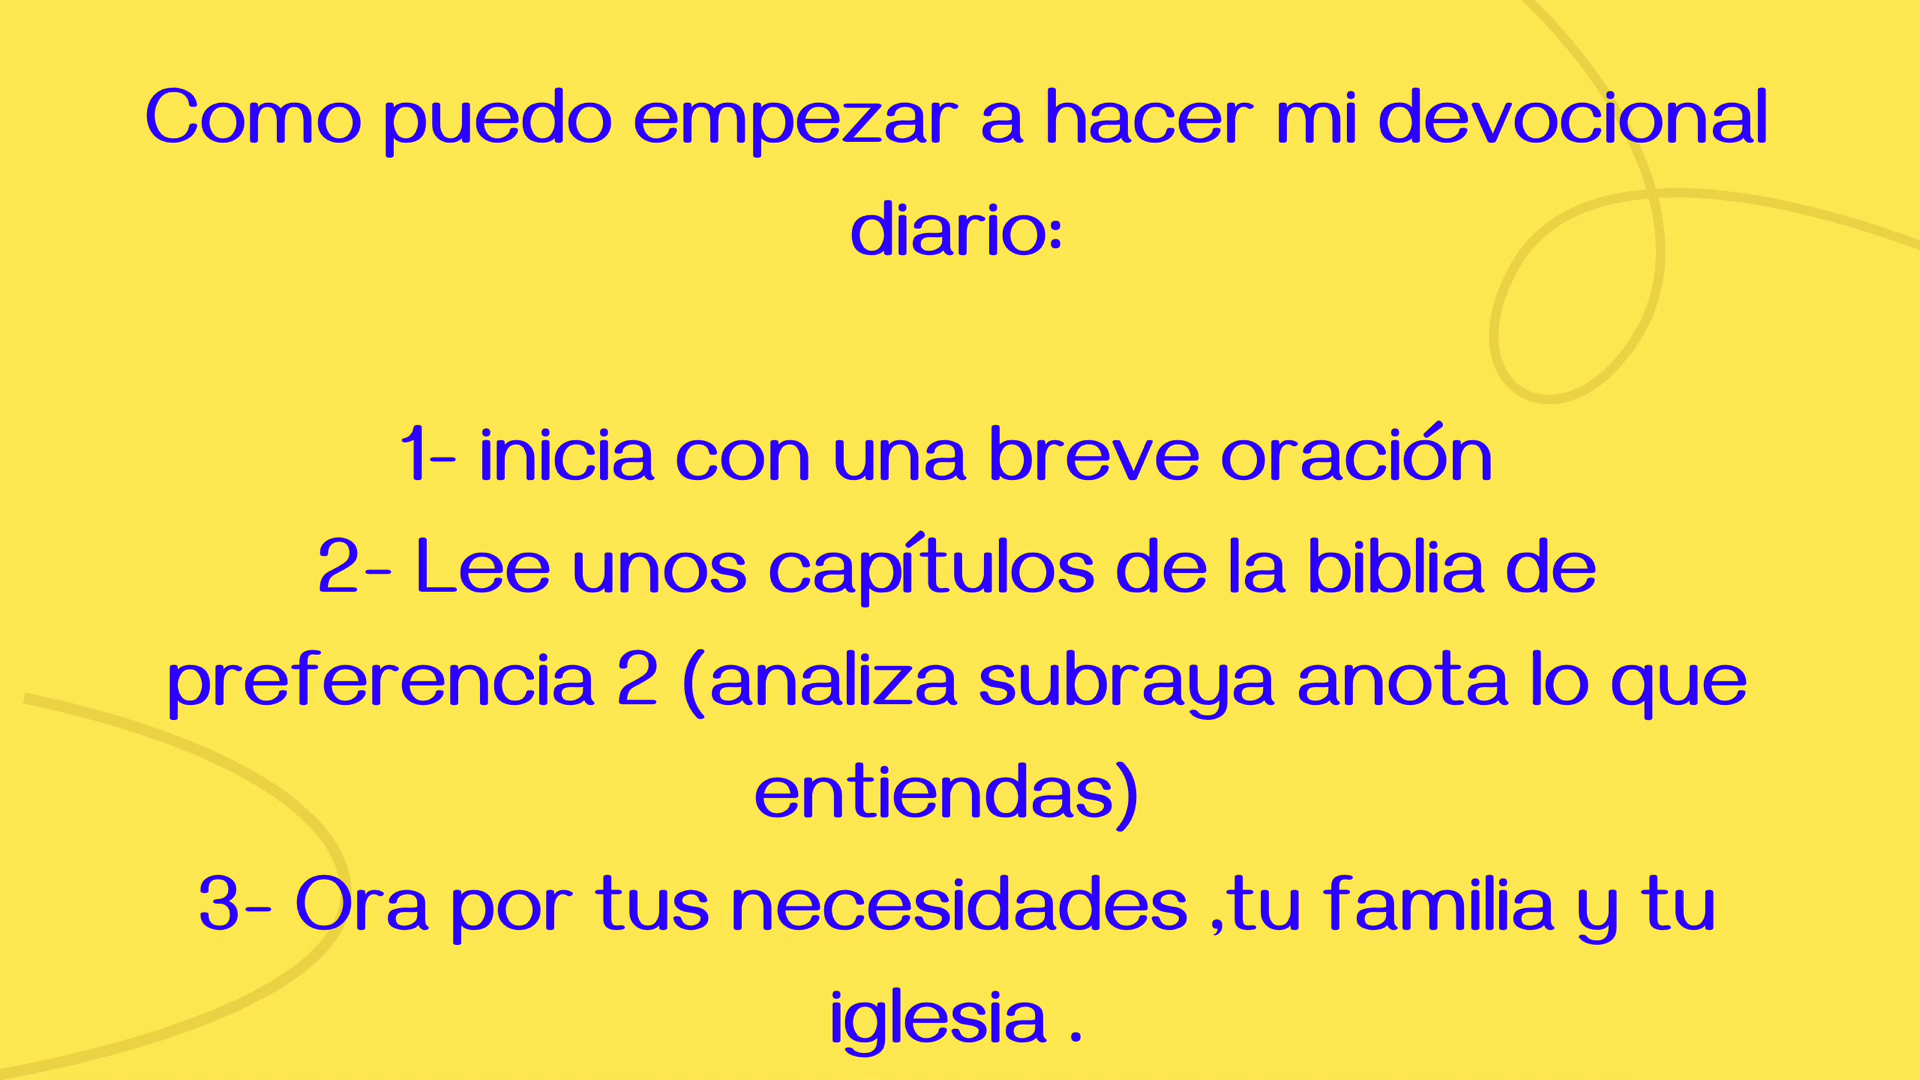 Como puedo empezar a hacer mi devocional
diario:
1- inicia con una breve oración
2- Lee unos capítulos de la biblia de
preferencia 2 (analiza subraya anota lo que
entiendas)
3- Ora por tus necesidades ,tu familia y tu
iglesia .